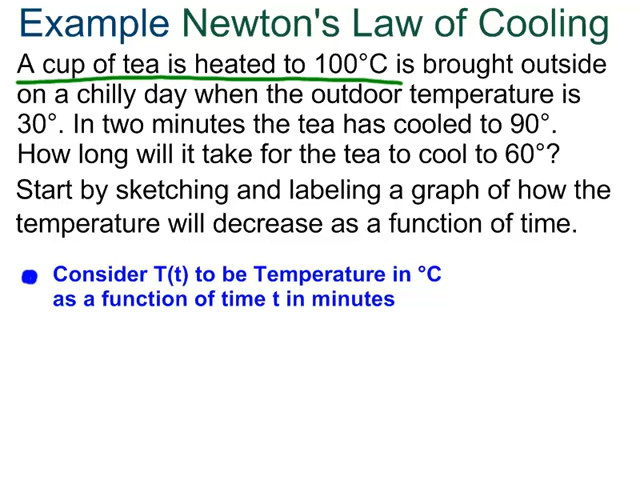 Example Newton's Law of Cooling
A cup of tea is heated to 100°C is brought outside
on a chilly day when the outdoor temperature is
30°. In two minutes the tea has cooled to 90°.
How long will it take for the tea to cool to 60°?
Start by sketching and labeling a graph of how the
temperature will decrease as a function of time.
Consider T(t) to be Temperature in °C
as a function of time t in minutes